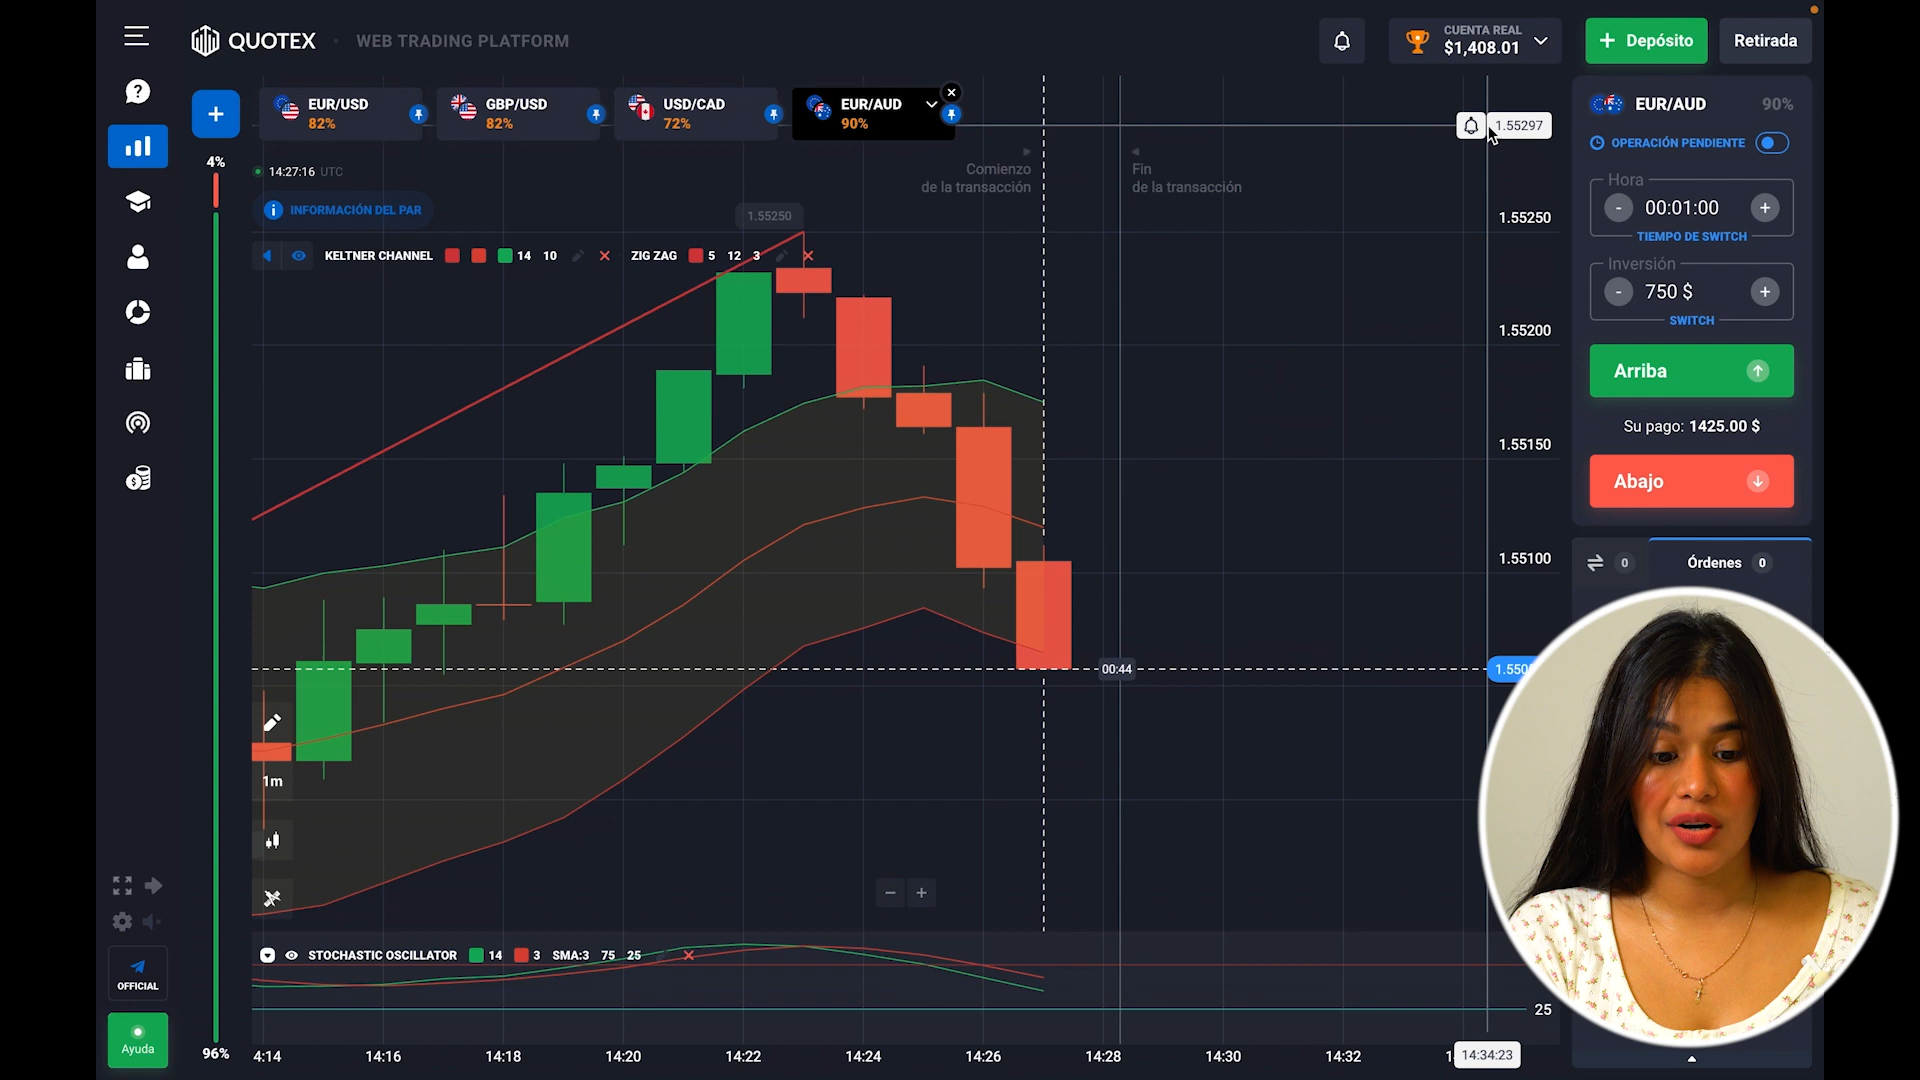 QUOTEX
WEB TRADING PLATFORM
CUENTA REAL
$1,408.01
+ Depósito
Retirada
EUR/USD
82%
GBP/USD
82%
USD/CAD
72%
EUR/AUD
90%
4%
14:27:16 UTC
INFORMACIÓN DEL PAR
KELTNER CHANNEL 14 10
ZIG ZAG 5 12 3
1.55250
Comienzo
de la transacción
Fin
de la transacción
1.55297
1.55250
1.55200
1.55150
1.55100
00:44
EUR/AUD 90%
OPERACIÓN PENDIENTE
Hora
- 00:01:00 +
TIEMPO DE SWITCH
Inversión
- 750 $ +
SWITCH
Arriba
Su pago: 1425.00 $
Abajo
0
Órdenes 0
1m
STOCHASTIC OSCILLATOR 14 3 SMA:3 75 25
25
OFFICIAL
Ayuda
96%
4:14 14:16 14:18 14:20 14:22 14:24 14:26 14:28 14:30 14:32 14:34:23